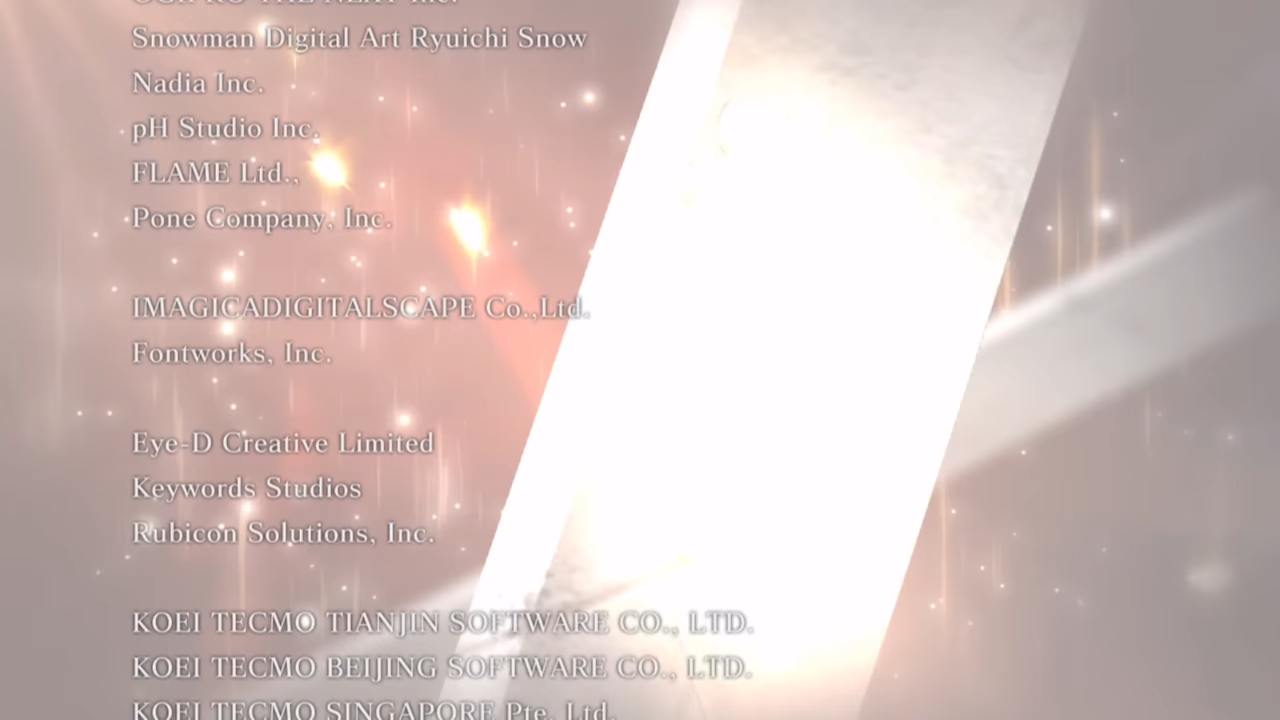 Snowman Digital Art Ryuichi Snow
Nadia Inc.
pH Studio Inc.
FLAME Ltd.,
Pone Company, Inc.
IMAGICADIGITALSCAPE Co.,Ltd.
Fontworks, Inc.
Eye-D Creative Limited
Keywords Studios
Rubicon Solutions, Inc.
KOEI TECMO TIANJIN SOFTWARE CO., LTD.
KOEI TECMO BEIJING SOFTWARE CO., LTD.
KOEI TECMO SINGAPORE Pte. Ltd.